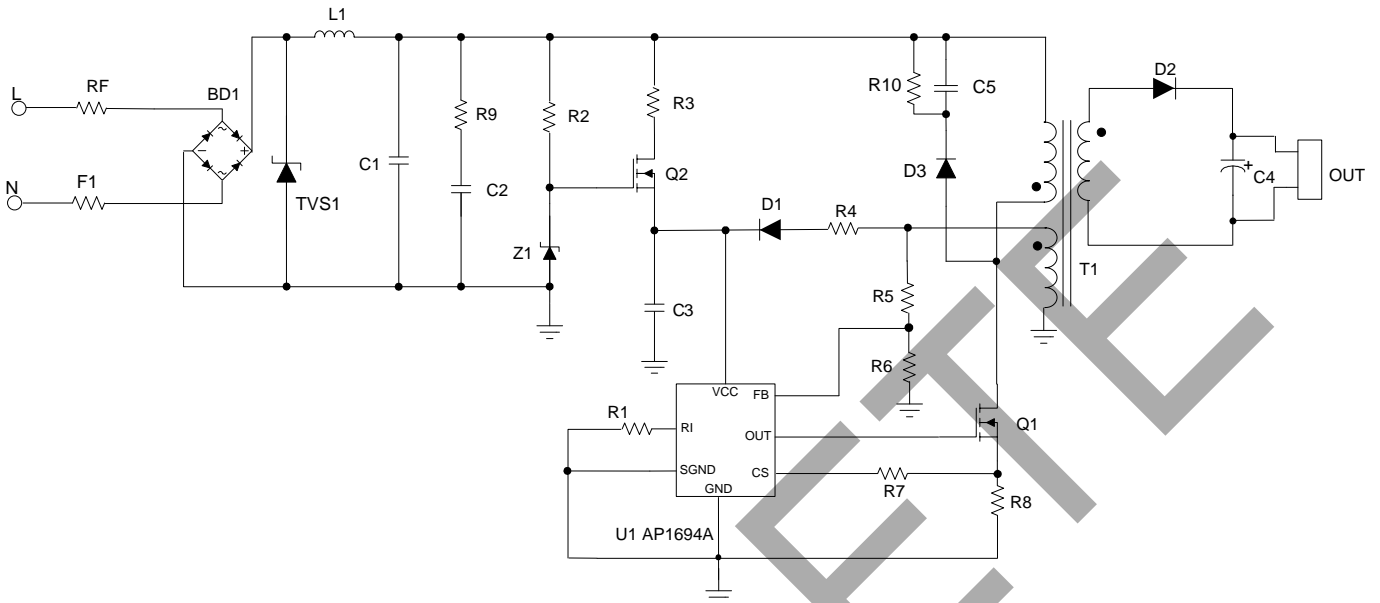 L1
RF
BD1
L
N
F1
TVS1
C1
R9
C2
R2
Z1
R3
Q2
C3
D1
R4
R10
C5
D3
R5
R6
T1
D2
C4
+
OUT
~
-
+
~
VCC
FB
RI
OUT
SGND
CS
GND
R1
U1 AP1694A
R7
Q1
R8
ETE